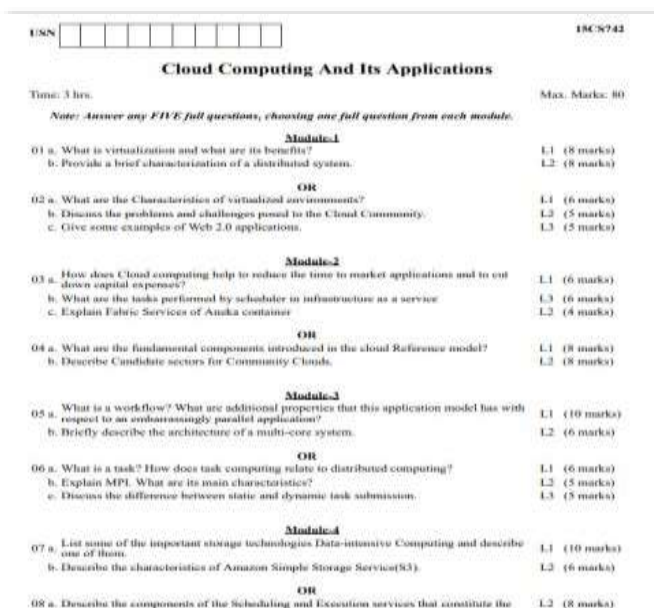 USN
15CS742
Cloud Computing And Its Applications
Time: 3 hrs. Max. Marks: 80
Note: Answer any FIVE full questions, choosing one full question from each module.
Module-1
01 a. What is virtualization and what are its benefits? L1 (8 marks)
b. Provide a brief characterization of a distributed system. L2 (8 marks)
OR
02 a. What are the Characteristics of virtualized environments? L1 (6 marks)
b. Discuss the problems and challenges posed to the Cloud Community. L2 (5 marks)
c. Give some examples of Web 2.0 applications. L3 (5 marks)
Module-2
03 a. How does Cloud computing help to reduce the time to market applications and to cut
down capital expenses? L1 (6 marks)
b. What are the tasks performed by scheduler in infrastructure as a service L3 (6 marks)
c. Explain Fabric Services of Aneka container L2 (4 marks)
OR
04 a. What are the fundamental components introduced in the cloud Reference model? L1 (8 marks)
b. Describe Candidate sectors for Community Clouds. L2 (8 marks)
Module-3
05 a. What is a workflow? What are additional properties that this application model has with
respect to an embarrassingly parallel application? L1 (10 marks)
b. Briefly describe the architecture of a multi-core system. L2 (6 marks)
OR
06 a. What is a task? How does task computing relate to distributed computing? L1 (6 marks)
b. Explain MPI. What are its main characteristics? L2 (5 marks)
c. Discuss the difference between static and dynamic task submission. L3 (5 marks)
Module-4
07 a. List some of the important storage technologies Data-intensive Computing and describe
one of them. L1 (10 marks)
b. Describe the characteristics of Amazon Simple Storage Service(S3). L2 (6 marks)
OR
08 a. Describe the components of the Scheduling and Execution services that constitute the L2 (8 marks)